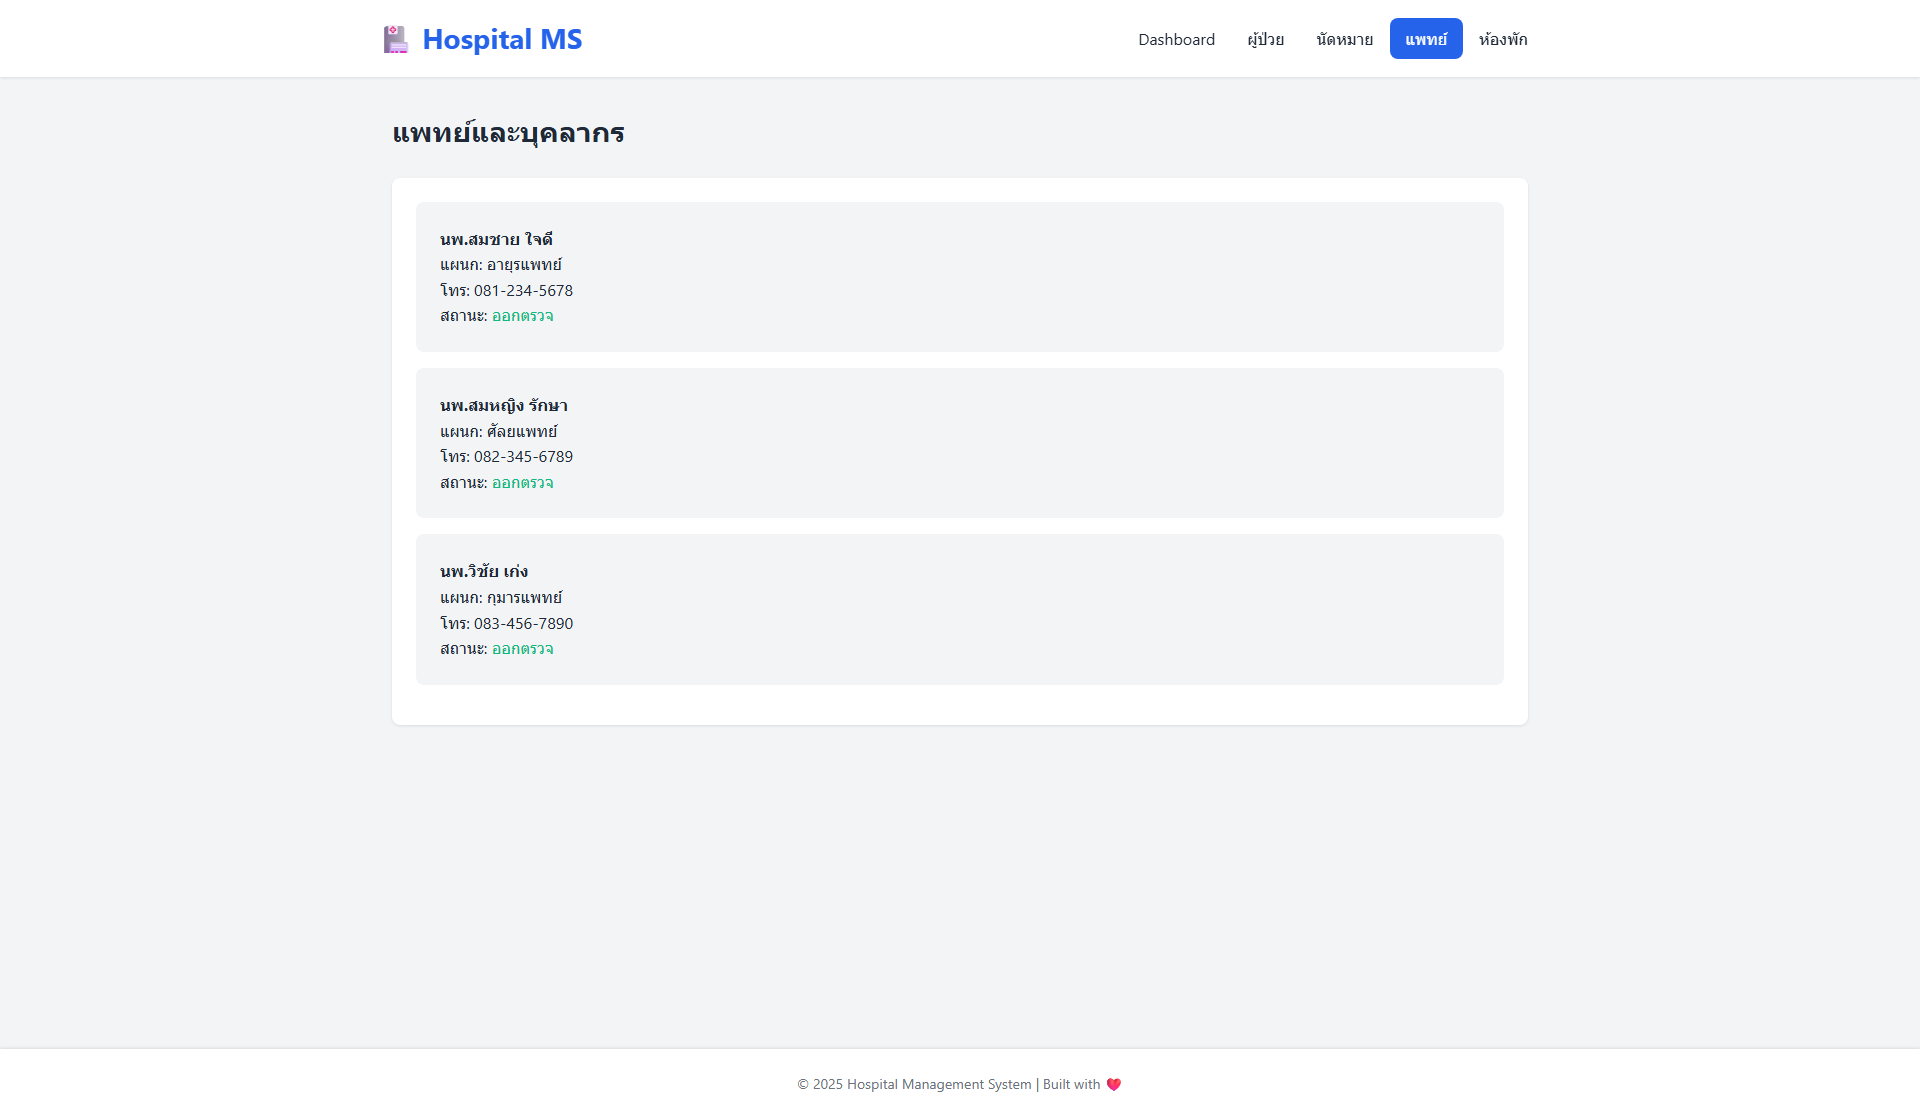 Hospital MS
Dashboard
ผู้ป่วย
นัดหมาย
แพทย์
ห้องพัก
แพทย์และบุคลากร
นพ.สมชาย ใจดี
แผนก: อายุรแพทย์
โทร: 081-234-5678
สถานะ: ออกตรวจ
นพ.สมหญิง รักษา
แผนก: ศัลยแพทย์
โทร: 082-345-6789
สถานะ: ออกตรวจ
นพ.วิชัย เก่ง
แผนก: กุมารแพทย์
โทร: 083-456-7890
สถานะ: ออกตรวจ
© 2025 Hospital Management System | Built with ❤️